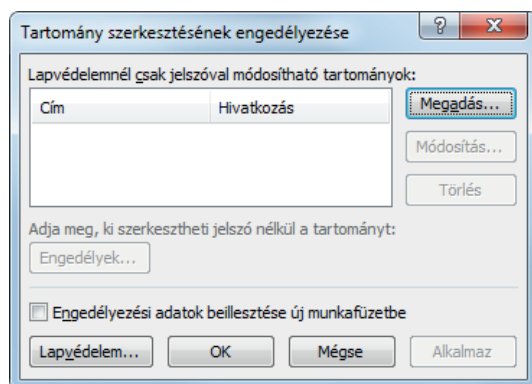 Tartomány szerkesztésének engedélyezése
Lapvédelemnél csak jelszóval módosítható tartományok:
Cím Hivatkozás
Megadás...
Módosítás...
Törlés
Adja meg, ki szerkesztheti jelszó nélkül a tartományt:
Engedélyek...
Engedélyezési adatok beillesztése új munkafüzetbe
Lapvédelem... OK Mégse Alkalmaz